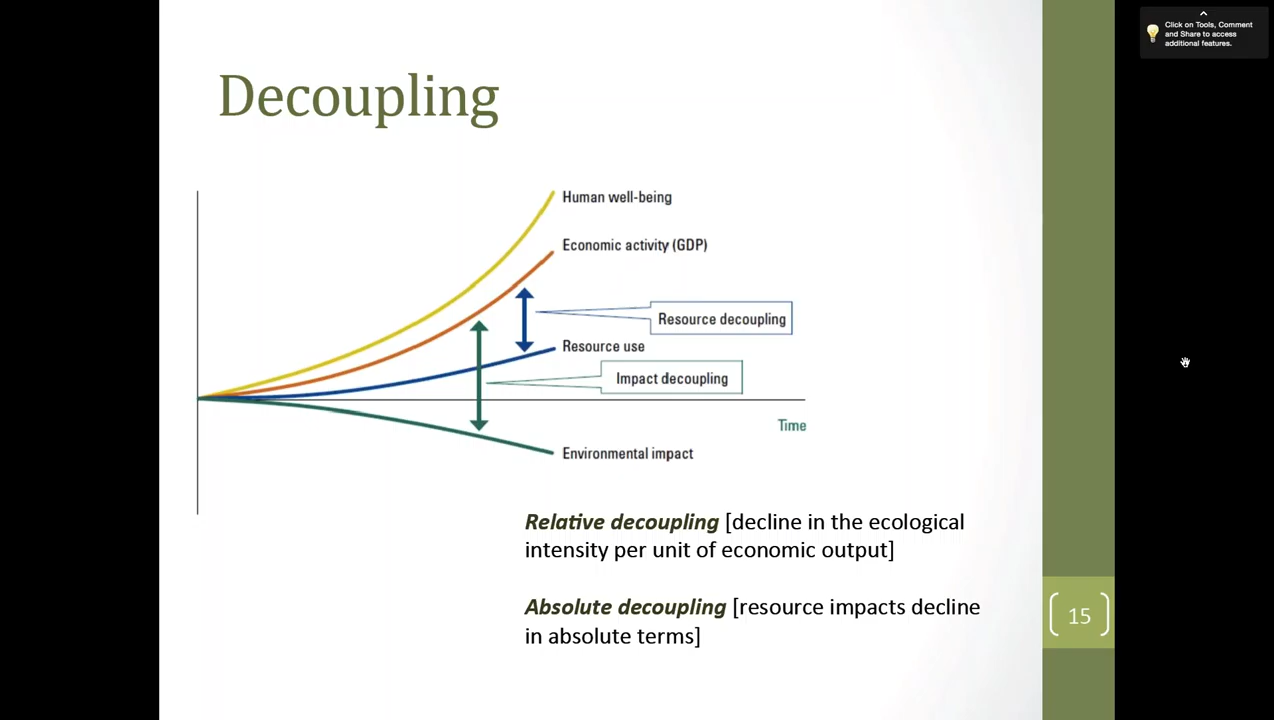 Click on Tools, Comment
and Share to access
additional features.
Decoupling
Human well-being
Economic activity (GDP)
Resource decoupling
Resource use
Impact decoupling
Time
Environmental impact
Relative decoupling [decline in the ecological
intensity per unit of economic output]
Absolute decoupling [resource impacts decline
in absolute terms]
15